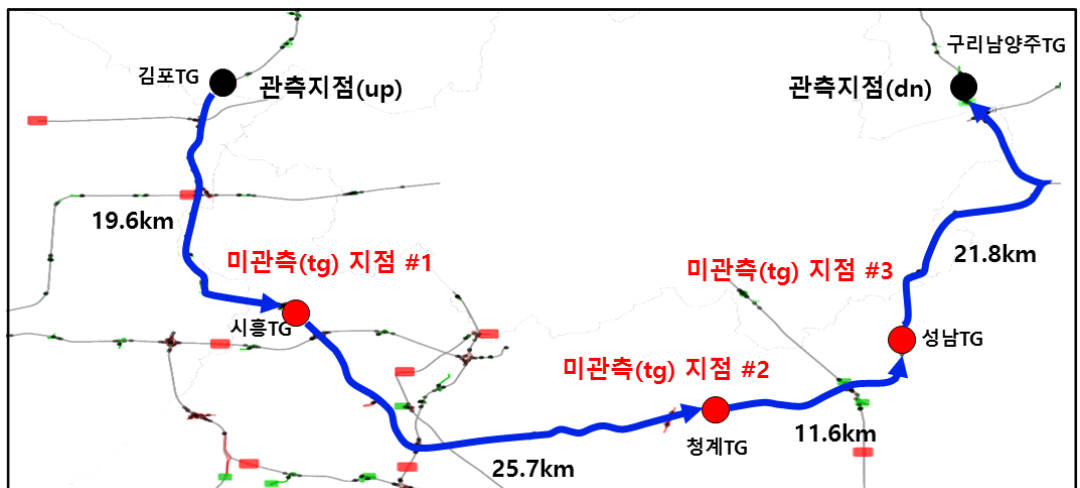 김포TG
관측지점(up)
구리남양주TG
관측지점(dn)
19.6km
미관측(tg) 지점 #1
시흥TG
미관측(tg) 지점 #3
21.8km
성남TG
미관측(tg) 지점 #2
청계TG
11.6km
25.7km